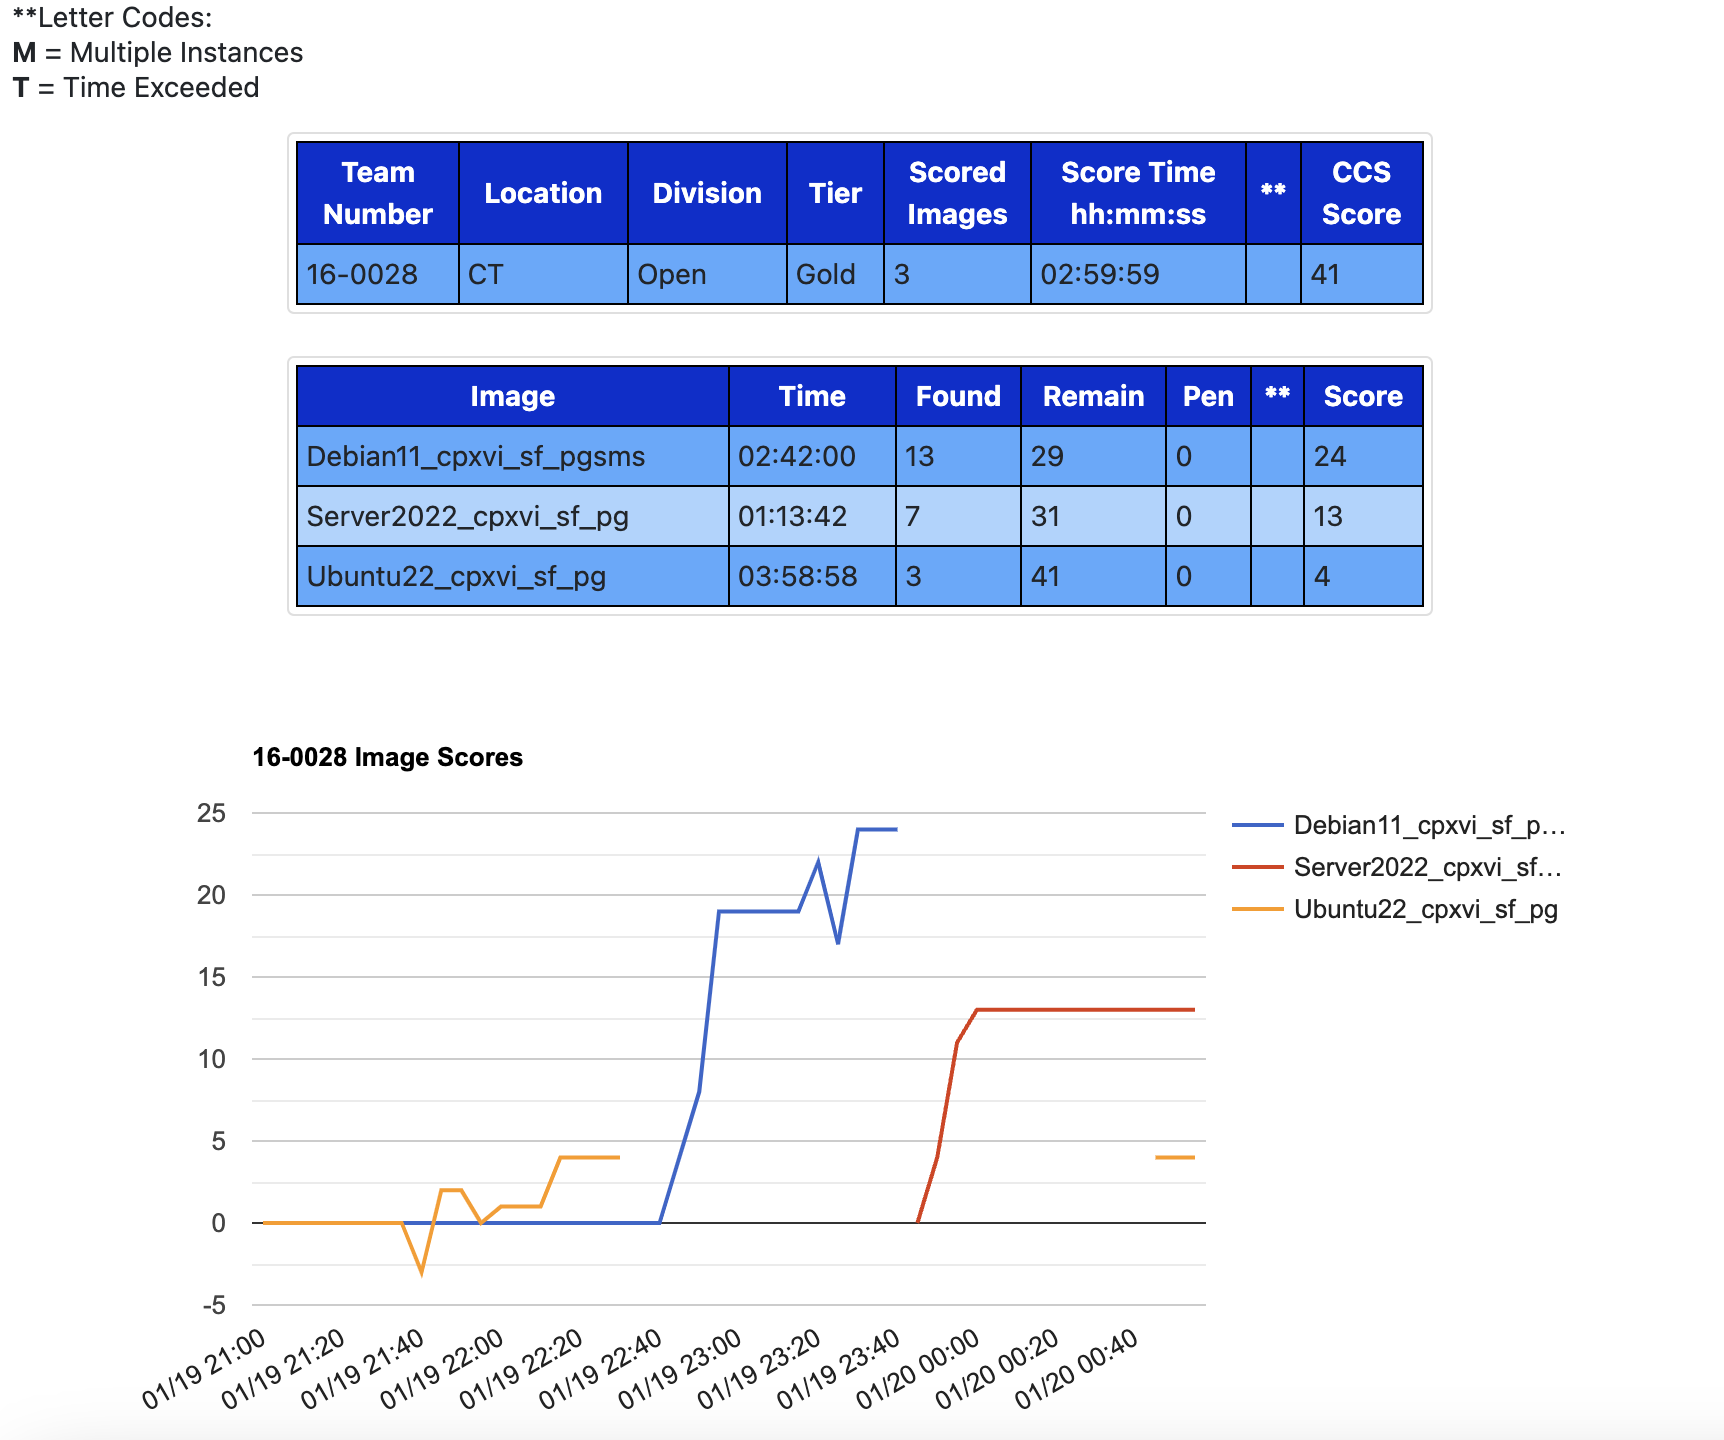 **Letter Codes:
M = Multiple Instances
T = Time Exceeded
Team Number Location Division Tier Scored Images Score Time hh:mm:ss ** CCS Score
16-0028 CT Open Gold 3 02:59:59 41
Image Time Found Remain Pen ** Score
Debian11_cpxvi_sf_pgsms 02:42:00 13 29 0 24
Server2022_cpxvi_sf_pg 01:13:42 7 31 0 13
Ubuntu22_cpxvi_sf_pg 03:58:58 3 41 0 4
16-0028 Image Scores
25
20
15
10
5
0
-5
Debian11_cpxvi_sf_p...
Server2022_cpxvi_sf...
Ubuntu22_cpxvi_sf_pg
01/19 21:00
01/19 21:20
01/19 21:40
01/19 22:00
01/19 22:20
01/19 22:40
01/19 23:00
01/19 23:20
01/19 23:40
01/20 00:00
01/20 00:20
01/20 00:40